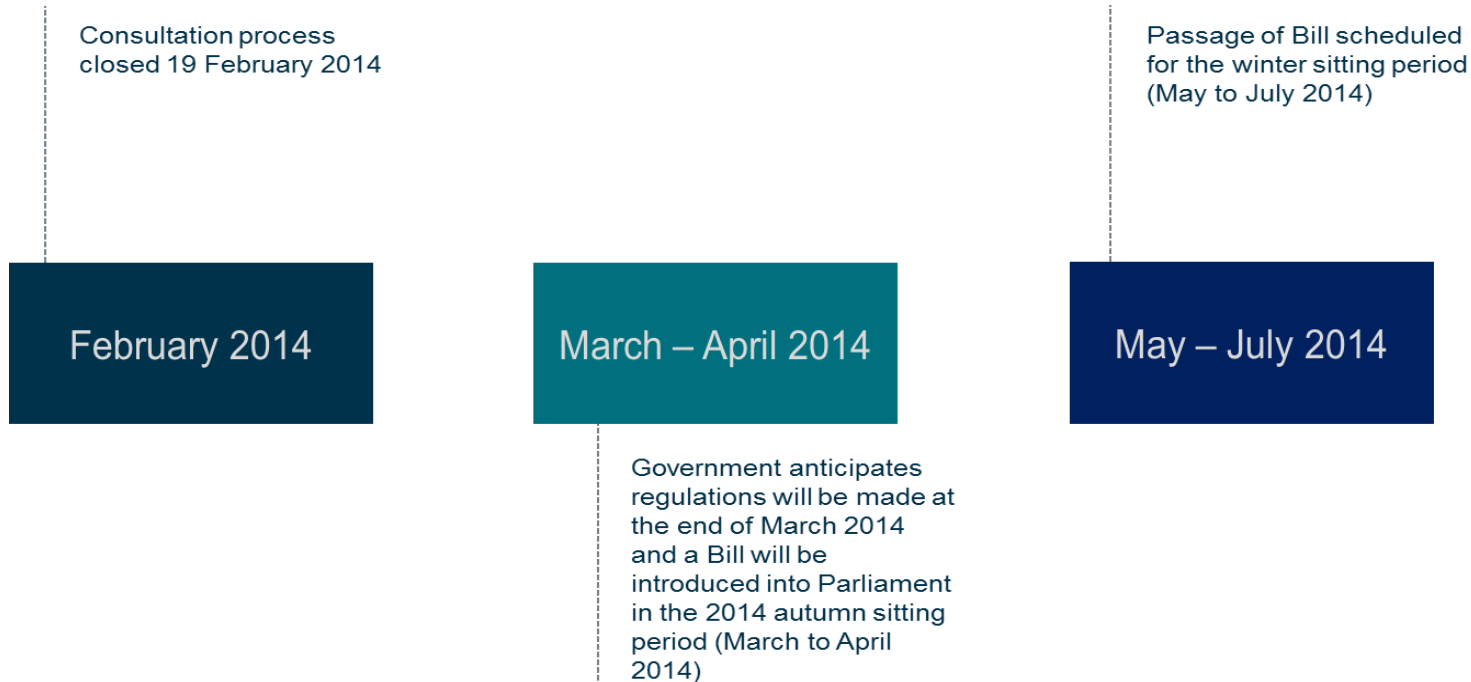 Consultation process
closed 19 February 2014
Passage of Bill scheduled
for the winter sitting period
(May to July 2014)
February 2014
March – April 2014
May – July 2014
Government anticipates
regulations will be made at
the end of March 2014
and a Bill will be
introduced into Parliament
in the 2014 autumn sitting
period (March to April
2014)